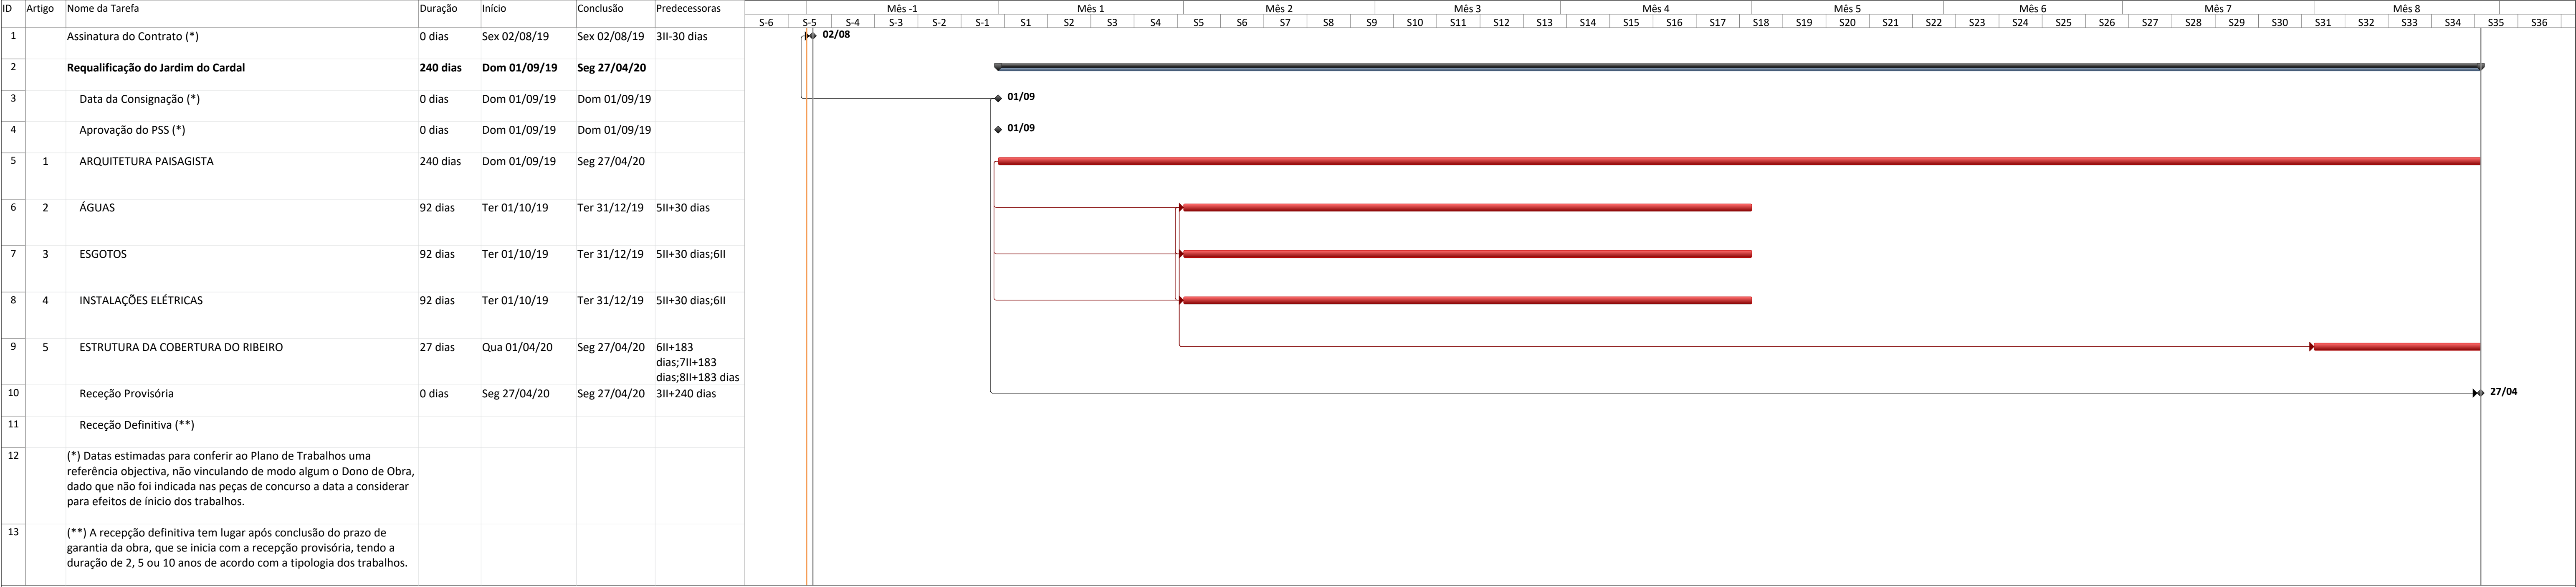 ID Artigo Nome da Tarefa Duração Início Conclusão Predecessoras
Mês -1 Mês 1 Mês 2 Mês 3 Mês 4 Mês 5 Mês 6 Mês 7 Mês 8
S-6 S-5 S-4 S-3 S-2 S-1 S1 S2 S3 S4 S5 S6 S7 S8 S9 S10 S11 S12 S13 S14 S15 S16 S17 S18 S19 S20 S21 S22 S23 S24 S25 S26 S27 S28 S29 S30 S31 S32 S33 S34 S35 S36
1 Assinatura do Contrato (*) 0 dias Sex 02/08/19 Sex 02/08/19 3II-30 dias 02/08
2 Requalificação do Jardim do Cardal 240 dias Dom 01/09/19 Seg 27/04/20
3 Data da Consignação (*) 0 dias Dom 01/09/19 Dom 01/09/19 01/09
4 Aprovação do PSS (*) 0 dias Dom 01/09/19 Dom 01/09/19 01/09
5 1 ARQUITETURA PAISAGISTA 240 dias Dom 01/09/19 Seg 27/04/20
6 2 ÁGUAS 92 dias Ter 01/10/19 Ter 31/12/19 5II+30 dias
7 3 ESGOTOS 92 dias Ter 01/10/19 Ter 31/12/19 5II+30 dias;6II
8 4 INSTALAÇÕES ELÉTRICAS 92 dias Ter 01/10/19 Ter 31/12/19 5II+30 dias;6II
9 5 ESTRUTURA DA COBERTURA DO RIBEIRO 27 dias Qua 01/04/20 Seg 27/04/20 6II+183
dias;7II+183
dias;8II+183 dias
10 Receção Provisória 0 dias Seg 27/04/20 Seg 27/04/20 3II+240 dias 27/04
11 Receção Definitiva (**)
12 (*) Datas estimadas para conferir ao Plano de Trabalhos uma
referência objectiva, não vinculando de modo algum o Dono de Obra,
dado que não foi indicada nas peças de concurso a data a considerar
para efeitos de ínicio dos trabalhos.
13 (**) A recepção definitiva tem lugar após conclusão do prazo de
garantia da obra, que se inicia com a recepção provisória, tendo a
duração de 2, 5 ou 10 anos de acordo com a tipologia dos trabalhos.